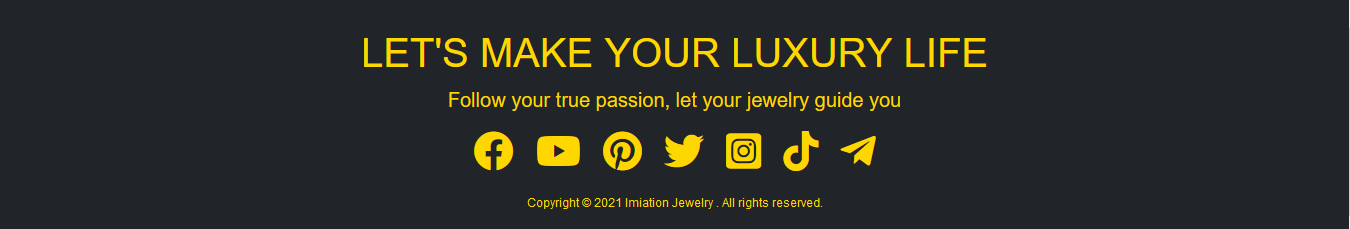 LET'S MAKE YOUR LUXURY LIFE
Follow your true passion, let your jewelry guide you
Copyright © 2021 Imiation Jewelry . All rights reserved.